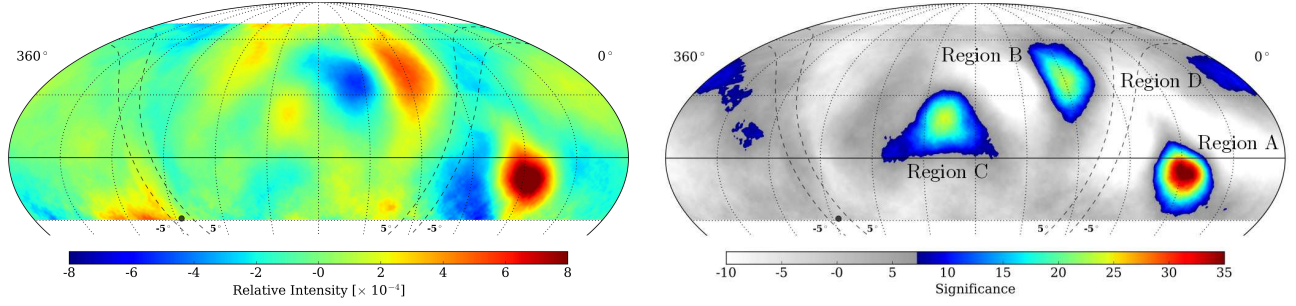 360° 0°
-5° 5° 5° -5°
-8 -6 -4 -2 -0 2 4 6 8
Relative Intensity [× 10⁻⁴]
360° 0°
Region B
Region D
Region A
Region C
-5° 5° 5° -5°
-10 -5 -0 5 10 15 20 25 30 35
Significance